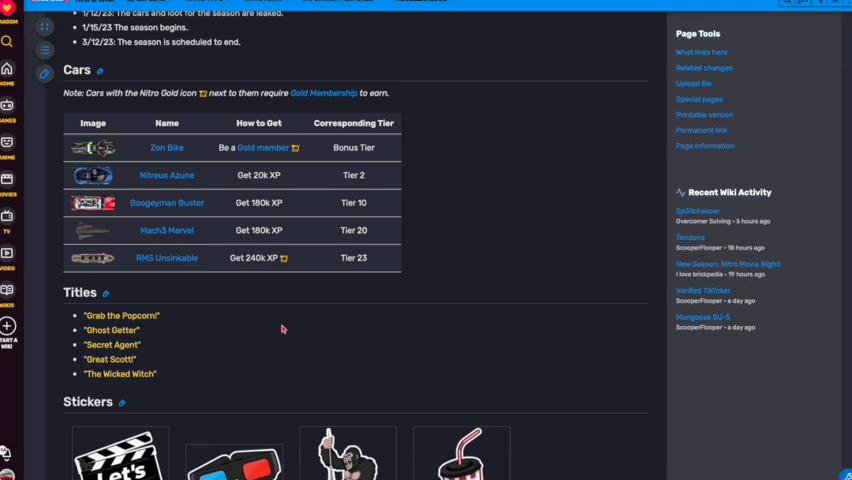 1/12/23: The cars and loot for the season are leaked.
1/15/23: The season begins.
3/12/23: The season is scheduled to end.
Cars
Note: Cars with the Nitro Gold icon next to them require Gold Membership to earn.
Image Name How to Get Corresponding Tier
Zon Bike Be a Gold member Bonus Tier
Nitreux Azune Get 20k XP Tier 2
Boogeyman Buster Get 180k XP Tier 10
Mach3 Marvel Get 180k XP Tier 20
RMS Unsinkable Get 240k XP Tier 23
Titles
"Grab the Popcorn!"
"Ghost Getter"
"Secret Agent"
"Great Scott!"
"The Wicked Witch"
Stickers
Let's
Page Tools
What links here
Related changes
Upload file
Special pages
Printable version
Permanent link
Page information
Recent Wiki Activity
Sp31lchekcer
Overcomer Solving • 5 hours ago
Tendons
ScooperFlooper • 18 hours ago
New Season: Nitro Movie Night!
I love brickpedia • 19 hours ago
Verified TikToker
ScooperFlooper • a day ago
Mongoose SU-S
ScooperFlooper • a day ago
HOME
VIDEO
WIKIS
START A
WIKI
TV